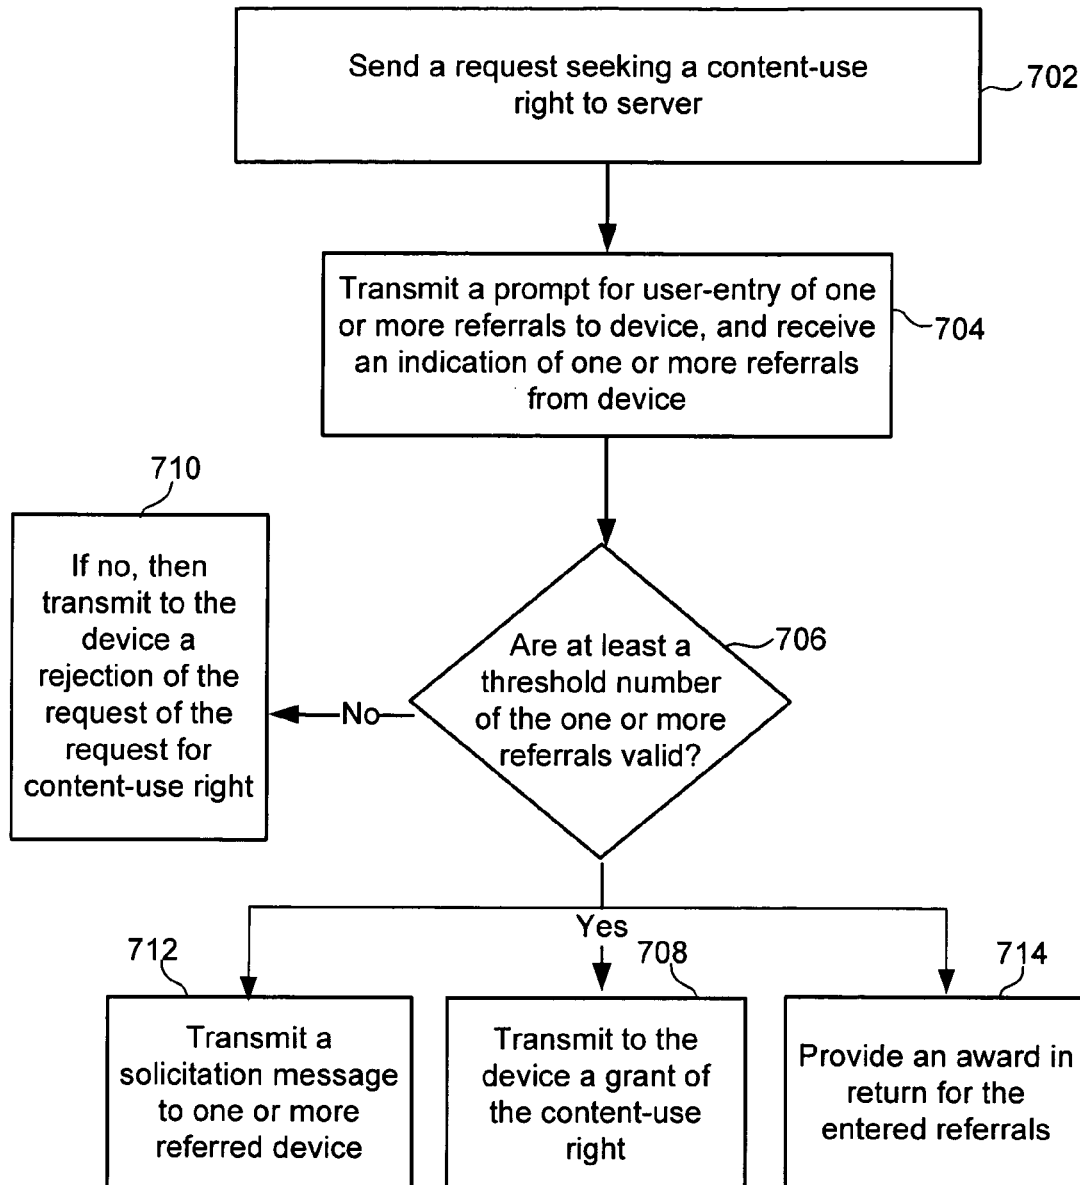 Send a request seeking a content-use
right to server
702
Transmit a prompt for user-entry of one
or more referrals to device, and receive
an indication of one or more referrals
from device
704
710
If no, then
transmit to the
device a
rejection of the
request of the
request for
content-use right
No
Are at least a
threshold number
of the one or more
referrals valid?
706
Yes
712
Transmit a
solicitation message
to one or more
referred device
708
Transmit to the
device a grant of
the content-use
right
714
Provide an award in
return for the
entered referrals